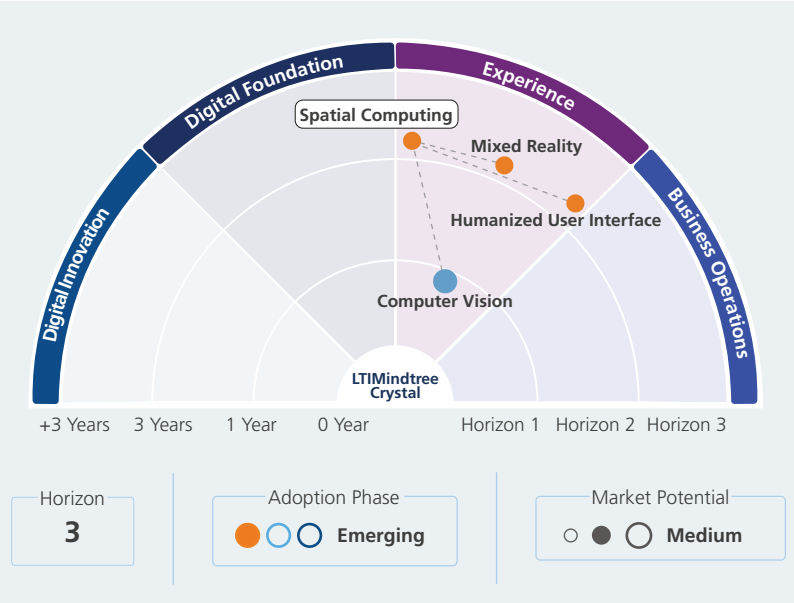 Digital Foundation
Experience
Digital Innovation
Business Operations
Spatial Computing
Mixed Reality
Humanized User Interface
Computer Vision
LTIMindtree
Crystal
+3 Years
3 Years
1 Year
0 Year
Horizon 1
Horizon 2
Horizon 3
Horizon
3
Adoption Phase
Emerging
Market Potential
Medium